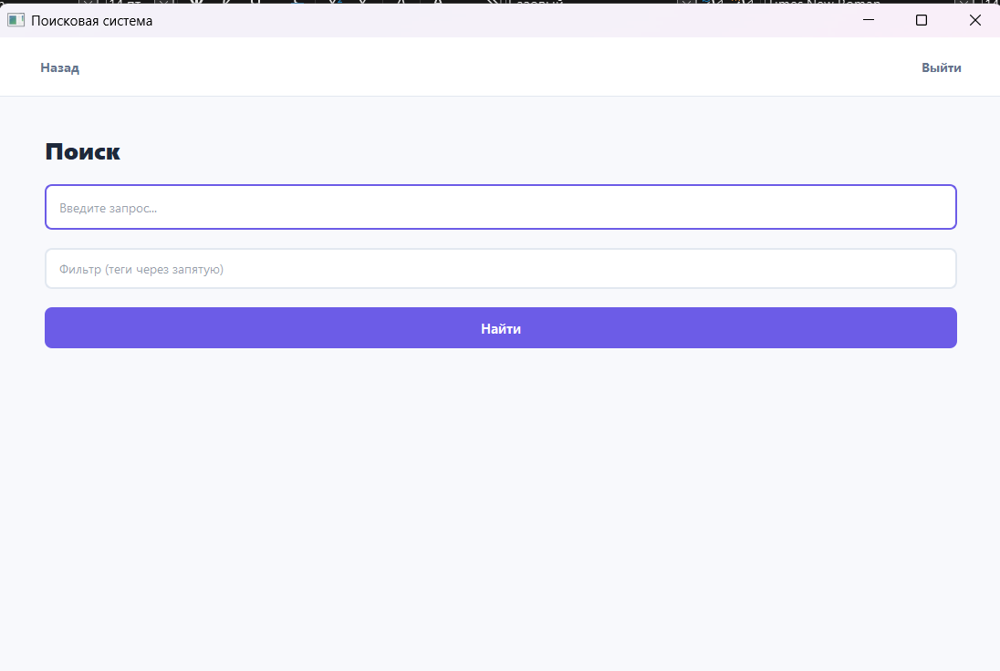 Поисковая система
Назад
Выйти
Поиск
Введите запрос...
Фильтр (теги через запятую)
Найти